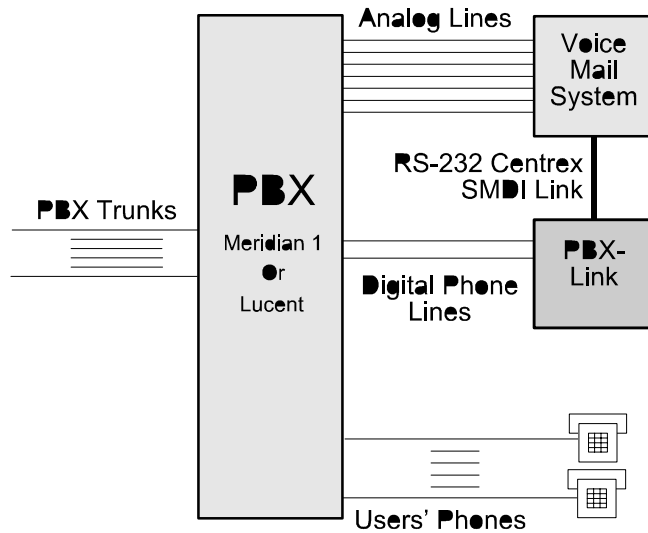 Analog Lines
Voice
Mail
System
RS-232 Centrex
SMDI Link
PBX
Meridian 1
Or
Lucent
PBX Trunks
PBX-
Link
Digital Phone
Lines
Users' Phones